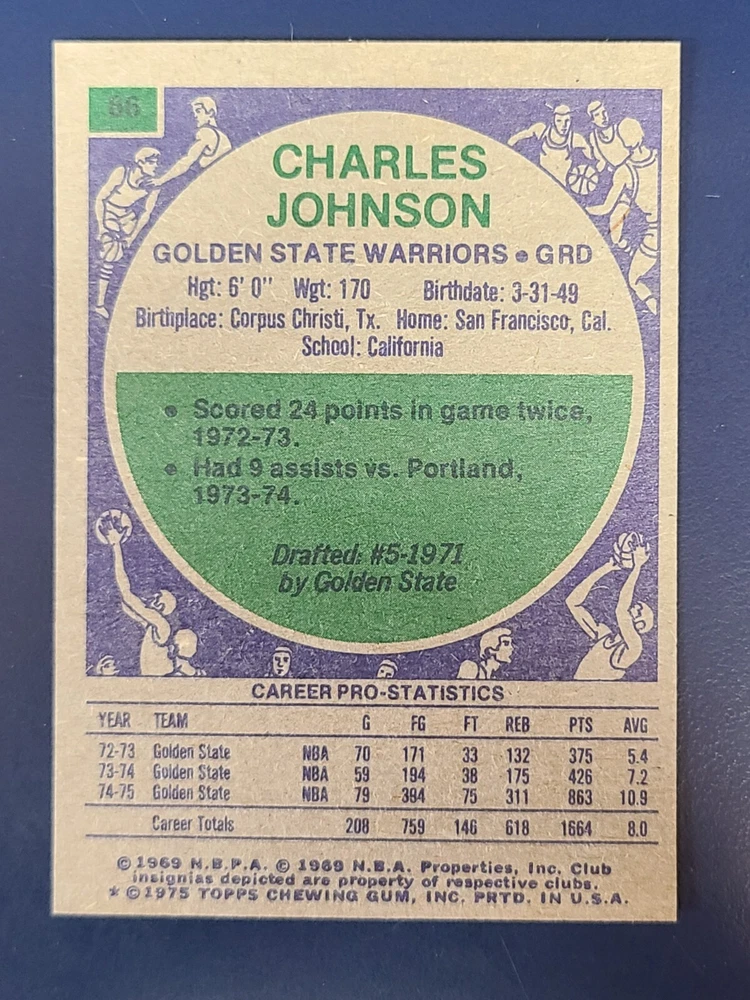 86
CHARLES
JOHNSON
GOLDEN STATE WARRIORS • GRD
Hgt: 6' 0" Wgt: 170 Birthdate: 3-31-49
Birthplace: Corpus Christi, Tx. Home: San Francisco, Cal.
School: California
• Scored 24 points in game twice,
1972-73.
• Had 9 assists vs. Portland,
1973-74.
Drafted: #5-1971
by Golden State
CAREER PRO-STATISTICS
YEAR TEAM G FG FT REB PTS AVG
72-73 Golden State NBA 70 171 33 132 375 5.4
73-74 Golden State NBA 59 194 38 175 426 7.2
74-75 Golden State NBA 79 394 75 311 863 10.9
Career Totals 208 759 146 618 1664 8.0
© 1969 N.B.P.A. © 1969 N.B.A. Properties, Inc. Club
insignias depicted are property of respective clubs.
* © 1975 TOPPS CHEWING GUM, INC. PRTD. IN U.S.A.